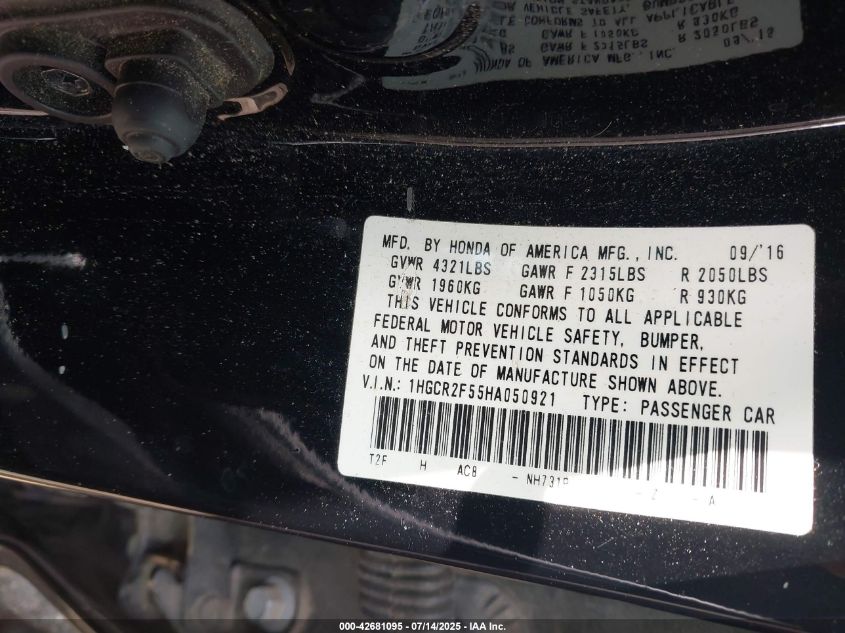 MFD. BY HONDA OF AMERICA MFG., INC. 09/'16
GVWR 4321LBS GAWR F 2315LBS R 2050LBS
GVWR 1960KG GAWR F 1050KG R 930KG
THIS VEHICLE CONFORMS TO ALL APPLICABLE
FEDERAL MOTOR VEHICLE SAFETY, BUMPER,
AND THEFT PREVENTION STANDARDS IN EFFECT
ON THE DATE OF MANUFACTURE SHOWN ABOVE.
V.I.N.: 1HGCR2F55HA050921 TYPE: PASSENGER CAR
T2F H AC8 - NH731P - Z - A
000-42681095 - 07/14/2025 - IAA Inc.